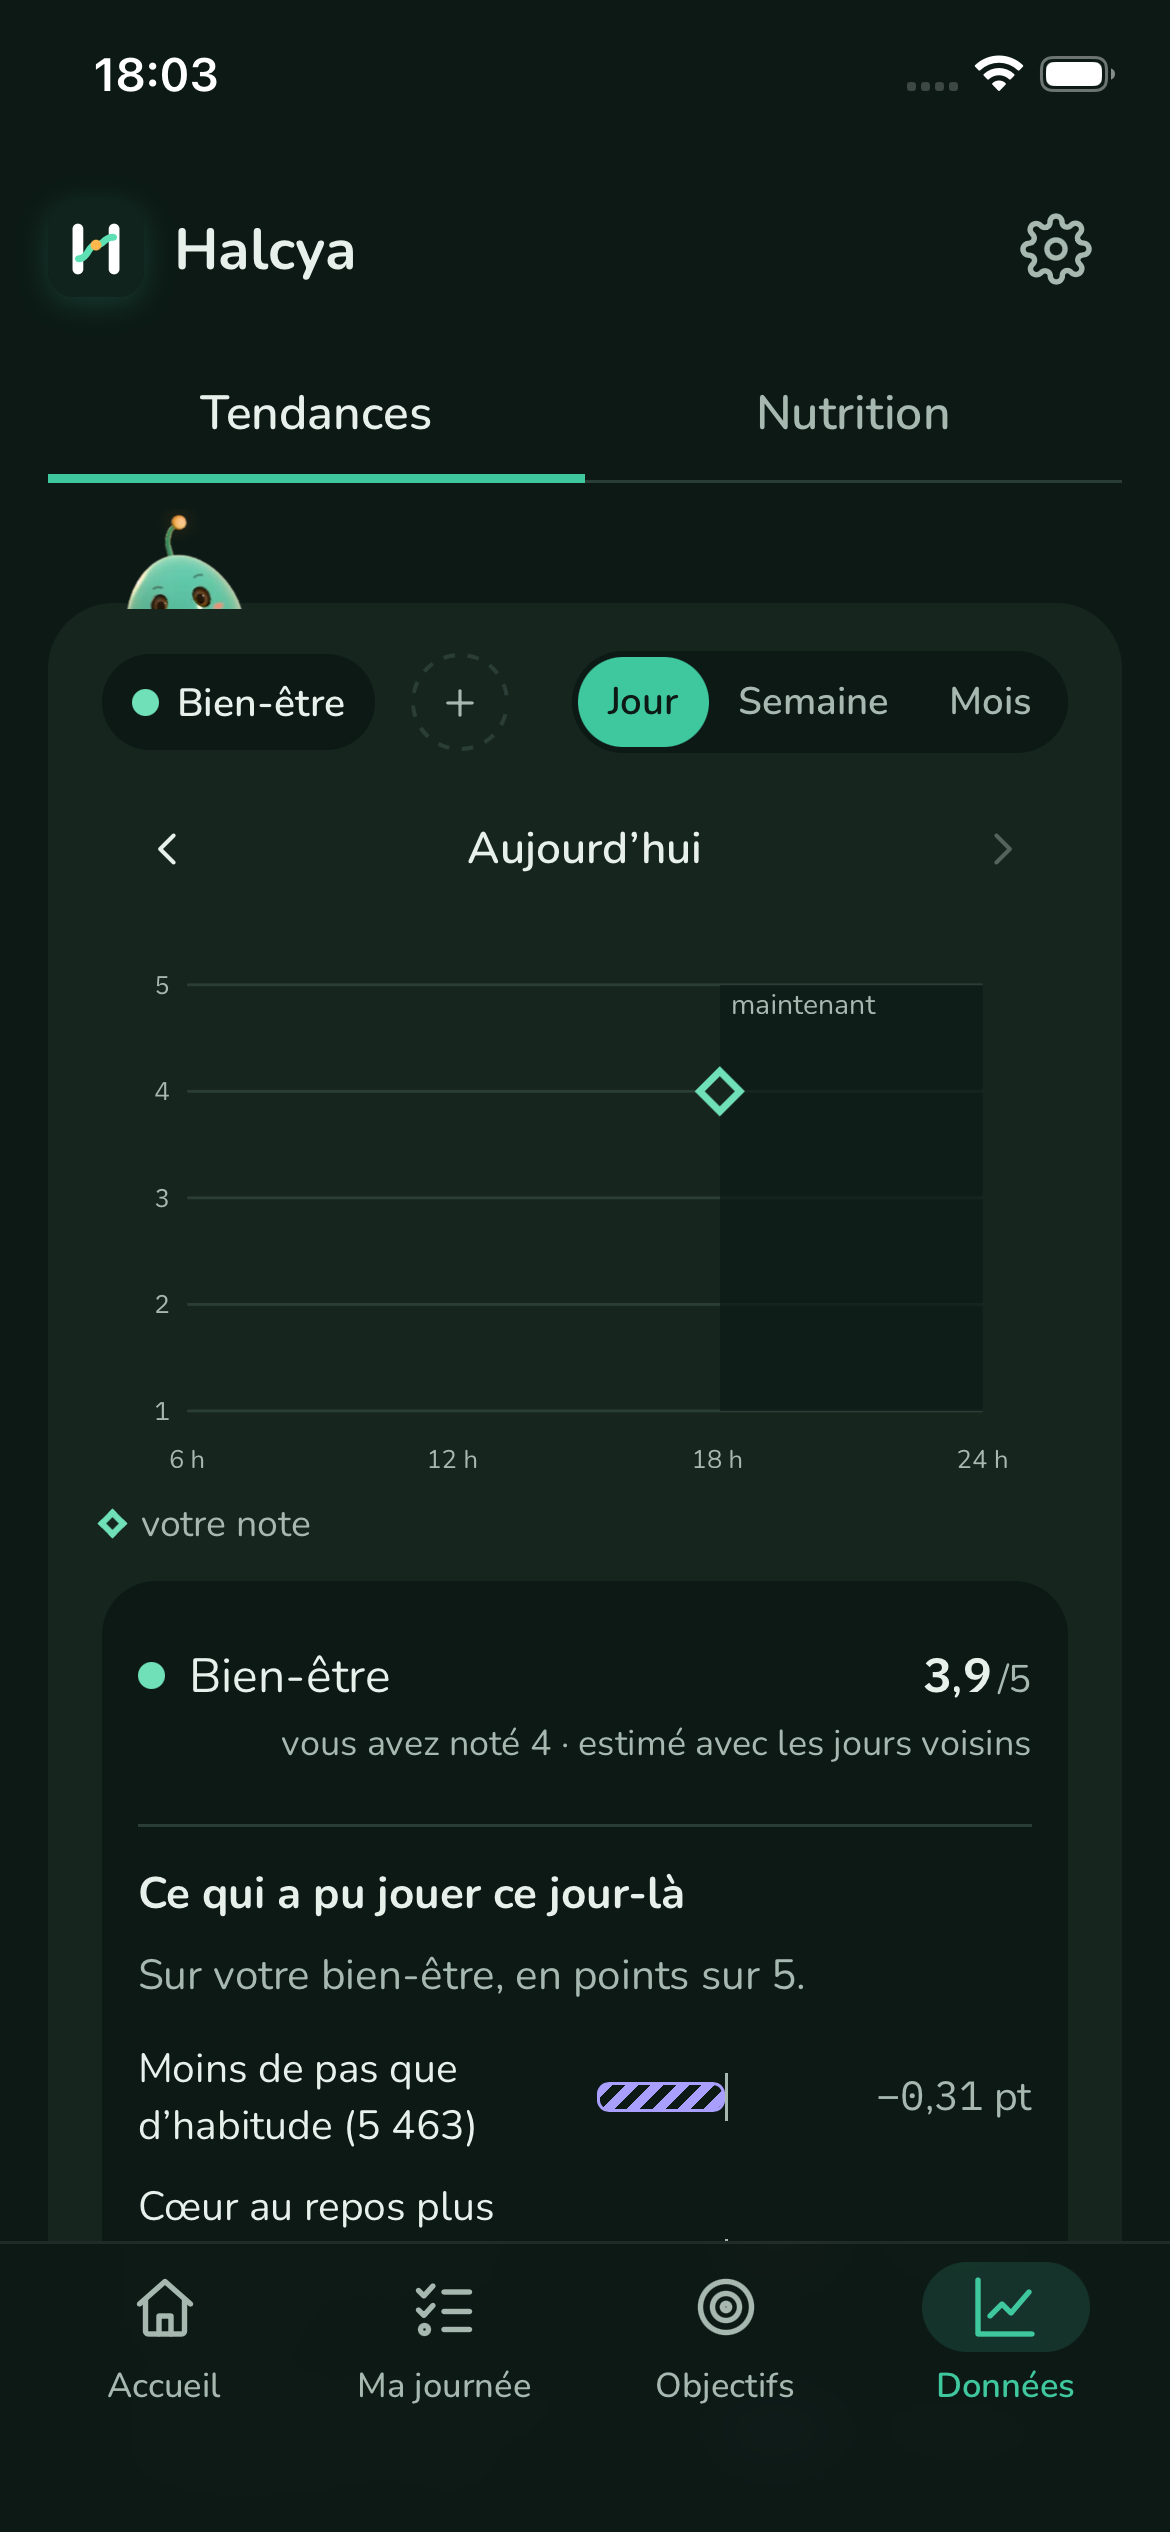 18:03
Halcya
Tendances
Nutrition
Bien-être
+
Jour
Semaine
Mois
Aujourd’hui
5
maintenant
4
3
2
1
6 h
12 h
18 h
24 h
votre note
Bien-être
3,9 /5
vous avez noté 4 · estimé avec les jours voisins
Ce qui a pu jouer ce jour-là
Sur votre bien-être, en points sur 5.
Moins de pas que
d’habitude (5 463)
−0,31 pt
Cœur au repos plus
Accueil
Ma journée
Objectifs
Données